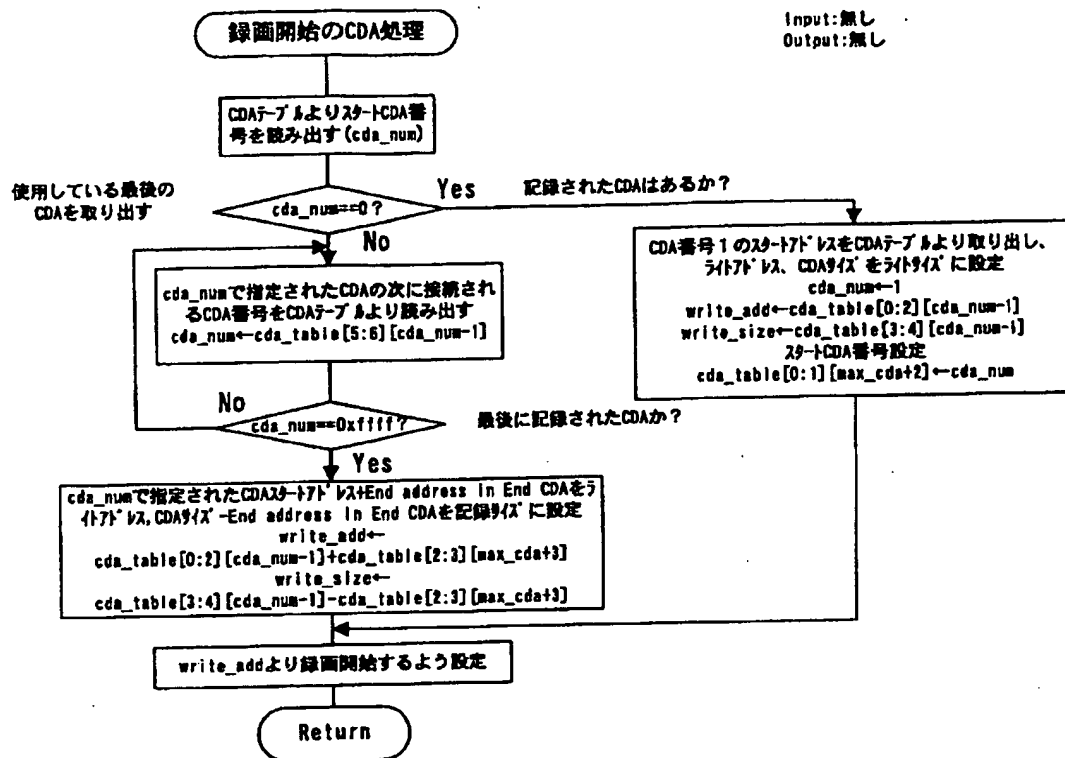 録画開始のCDA処理
Input:無し
Output:無し
CDAテーブルよりスタートCDA番
号を読み出す(cda_num)
使用している最後の
CDAを取り出す
cda_num==0?
Yes
記録されたCDAはあるか?
No
CDA番号1のスタートアドレスをCDAテーブルより取り出し、
ライトアドレス、CDAサイズをライトサイズに設定
cda_num←1
write_add←cda_table[0:2][cda_num-1]
write_size←cda_table[3:4][cda_num-1]
スタートCDA番号設定
cda_table[0:1][max_cda+2]←cda_num
cda_numで指定されたCDAの次に接続され
るCDA番号をCDAテーブルより読み出す
cda_num←cda_table[5:6][cda_num-1]
No
cda_num==0xffff?
最後に記録されたCDAか?
Yes
cda_numで指定されたCDAスタートアドレス+End address in End CDAをラ
イトアドレス,CDAサイズ-End address in End CDAを記録サイズに設定
write_add←
cda_table[0:2][cda_num-1]+cda_table[2:3][max_cda+3]
write_size←
cda_table[3:4][cda_num-1]-cda_table[2:3][max_cda+3]
write_addより録画開始するよう設定
Return